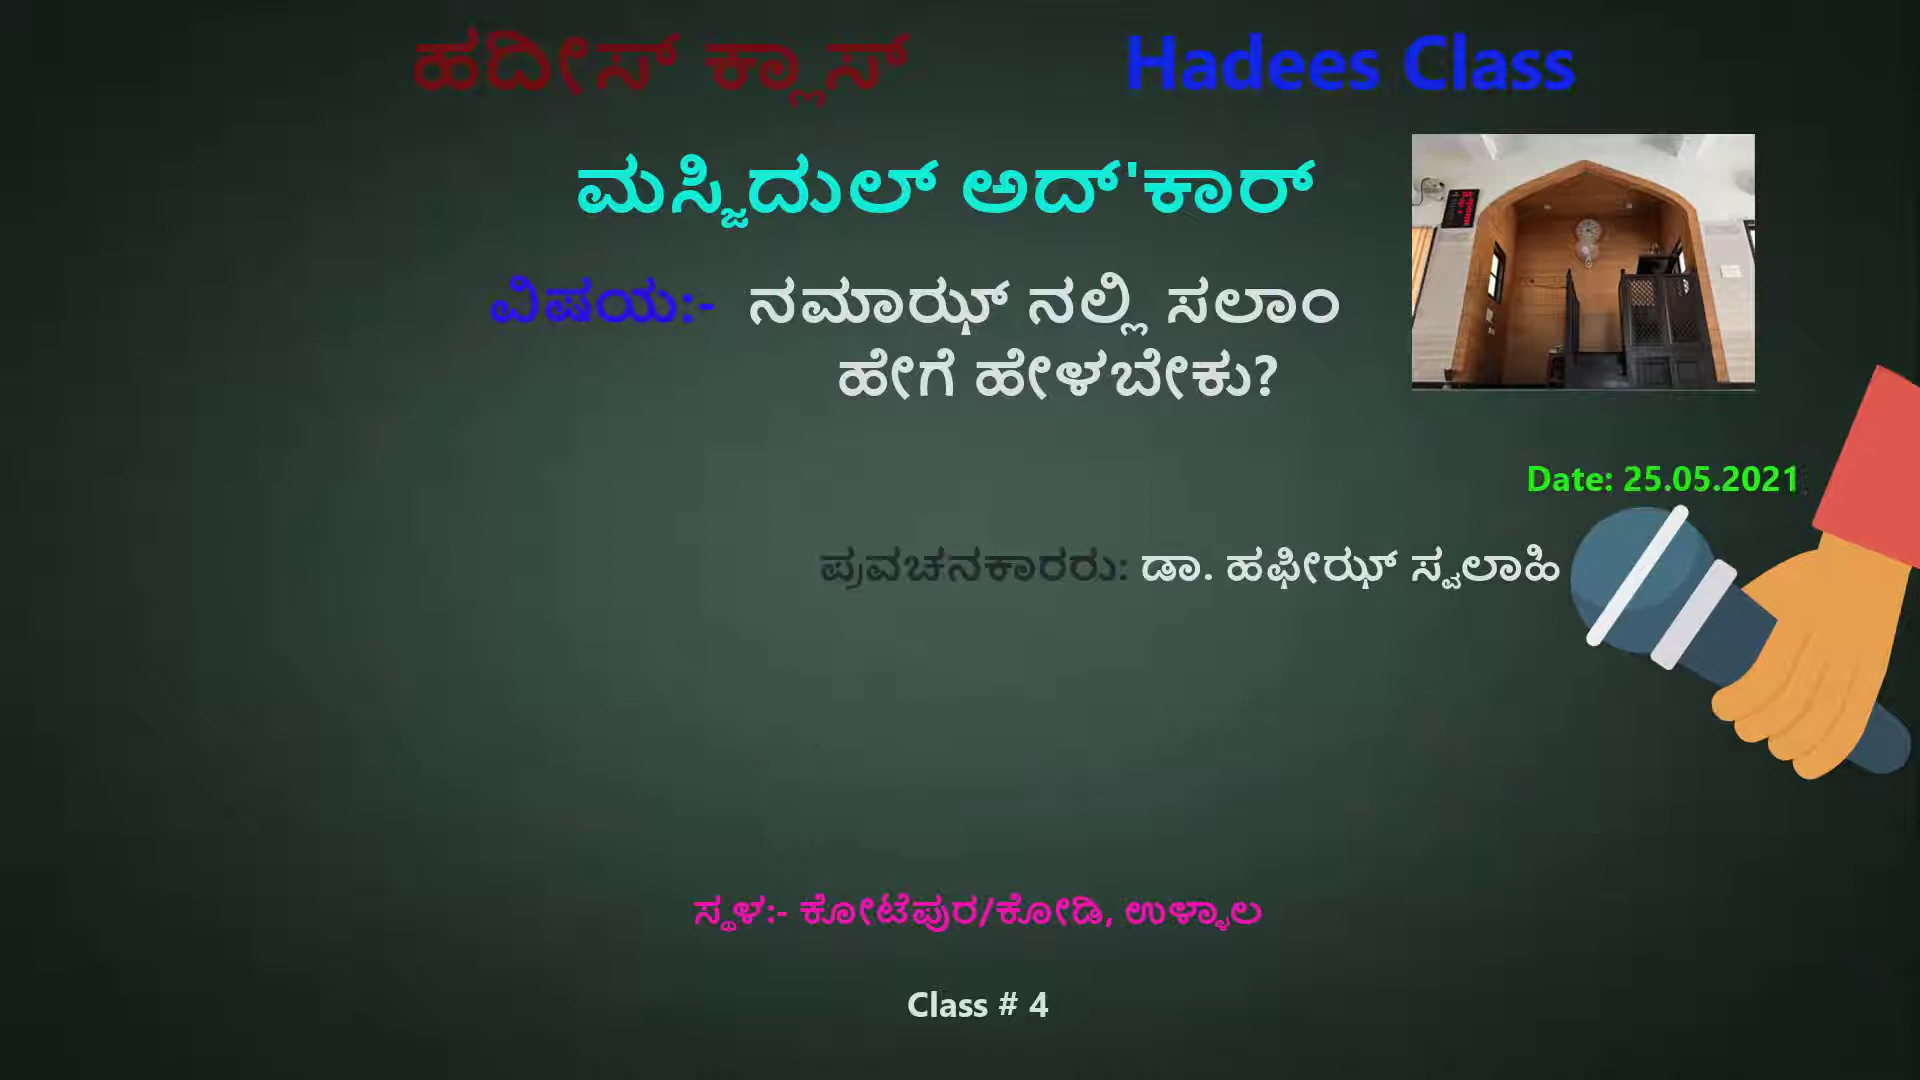 ಹದೀಸ್ ಕ್ಲಾಸ್ Hadees Class
ಮಸ್ಜಿದುಲ್ ಅದ್'ಕಾರ್
ವಿಷಯ:- ನಮಾಝ್ ನಲ್ಲಿ ಸಲಾಂ
ಹೇಗೆ ಹೇಳಬೇಕು?
Date: 25.05.2021
ಪ್ರವಚನಕಾರರು: ಡಾ. ಹಫೀಝ್ ಸ್ವಲಾಹಿ
ಸ್ಥಳ:- ಕೋಟೆಪುರ/ಕೋಡಿ, ಉಳ್ಳಾಲ
Class # 4